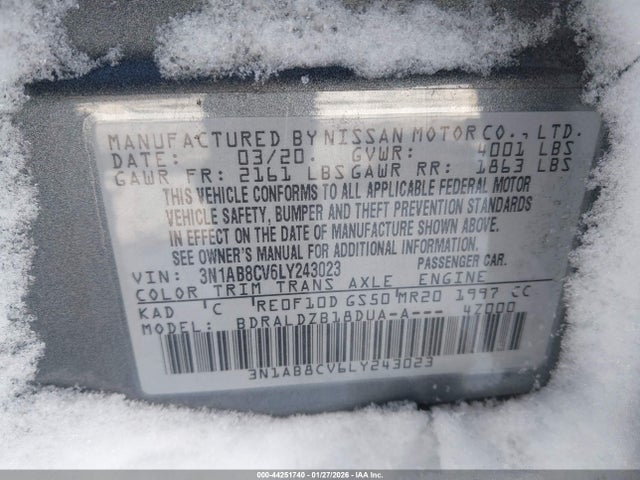 MANUFACTURED BY NISSAN MOTOR CO., LTD.
DATE: 03/20. GVWR: 4001 LBS
GAWR FR: 2161 LBS GAWR RR: 1863 LBS
THIS VEHICLE CONFORMS TO ALL APPLICABLE FEDERAL MOTOR
VEHICLE SAFETY, BUMPER AND THEFT PREVENTION STANDARDS
IN EFFECT ON THE DATE OF MANUFACTURE SHOWN ABOVE.
SEE OWNER'S MANUAL FOR ADDITIONAL INFORMATION.
VIN: 3N1AB8CV6LY243023 PASSENGER CAR.
COLOR TRIM TRANS AXLE ENGINE
KAD C RE0F10D GS50 MR20 1997 CC
BDRALDZB18DUA-A--- 4Z000
3N1AB8CV6LY243023
000-44251740 | 01/27/2026 | IAA Inc.